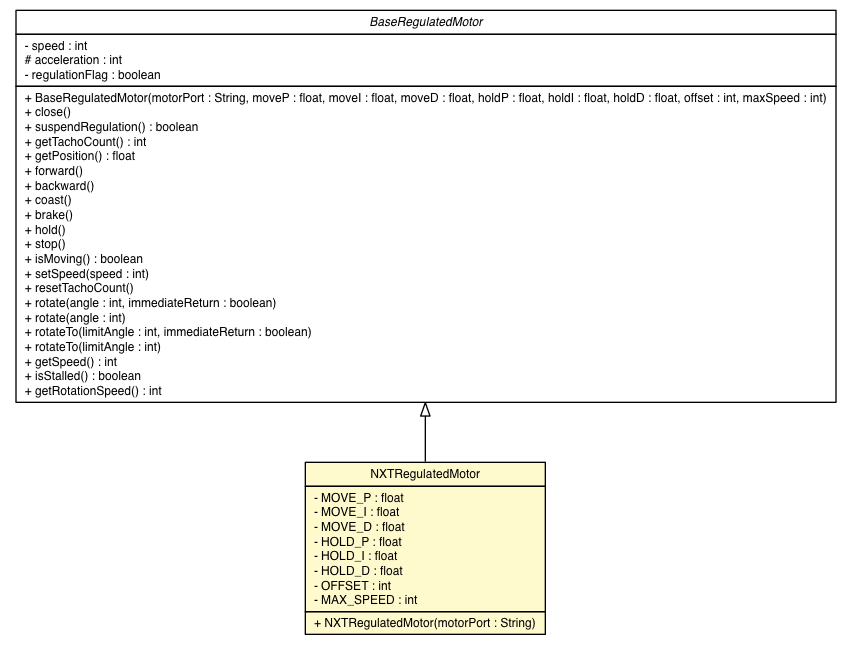 BaseRegulatedMotor
- speed : int
# acceleration : int
- regulationFlag : boolean
+ BaseRegulatedMotor(motorPort : String, moveP : float, moveI : float, moveD : float, holdP : float, holdI : float, holdD : float, offset : int, maxSpeed : int)
+ close()
+ suspendRegulation() : boolean
+ getTachoCount() : int
+ getPosition() : float
+ forward()
+ backward()
+ coast()
+ brake()
+ hold()
+ stop()
+ isMoving() : boolean
+ setSpeed(speed : int)
+ resetTachoCount()
+ rotate(angle : int, immediateReturn : boolean)
+ rotate(angle : int)
+ rotateTo(limitAngle : int, immediateReturn : boolean)
+ rotateTo(limitAngle : int)
+ getSpeed() : int
+ isStalled() : boolean
+ getRotationSpeed() : int
NXTRegulatedMotor
- MOVE_P : float
- MOVE_I : float
- MOVE_D : float
- HOLD_P : float
- HOLD_I : float
- HOLD_D : float
- OFFSET : int
- MAX_SPEED : int
+ NXTRegulatedMotor(motorPort : String)